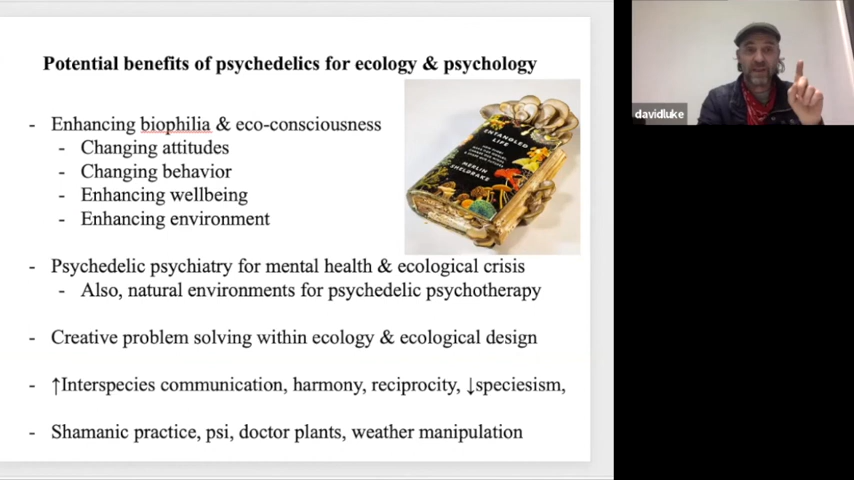 Potential benefits of psychedelics for ecology & psychology
- Enhancing biophilia & eco-consciousness
- Changing attitudes
- Changing behavior
- Enhancing wellbeing
- Enhancing environment
- Psychedelic psychiatry for mental health & ecological crisis
- Also, natural environments for psychedelic psychotherapy
- Creative problem solving within ecology & ecological design
- ↑Interspecies communication, harmony, reciprocity, ↓speciesism,
- Shamanic practice, psi, doctor plants, weather manipulation
ENTANGLED
LIFE
MERLIN
SHELDRAKE
davidluke